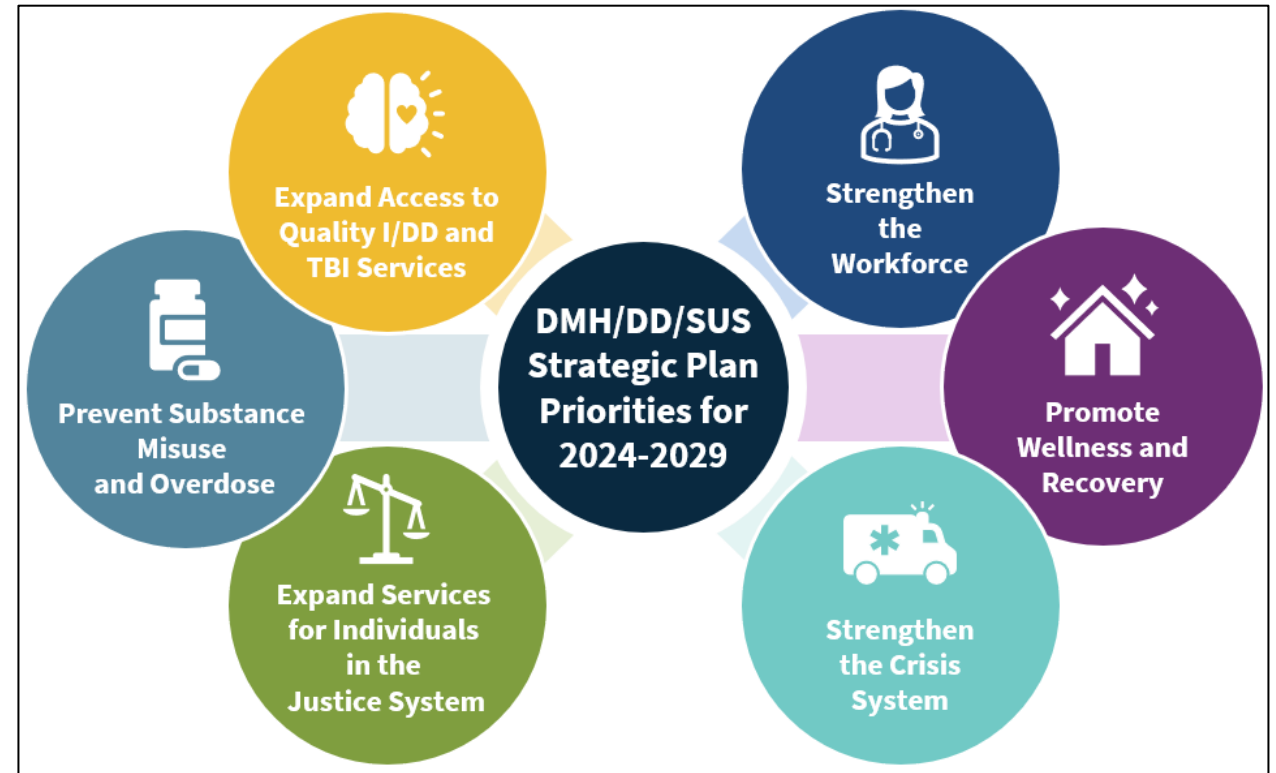 Expand Access to
Quality I/DD and
TBI Services
Strengthen
the
Workforce
Prevent Substance
Misuse
and Overdose
DMH/DD/SUS
Strategic Plan
Priorities for
2024-2029
Promote
Wellness and
Recovery
Expand Services
for Individuals
in the
Justice System
Strengthen
the Crisis
System